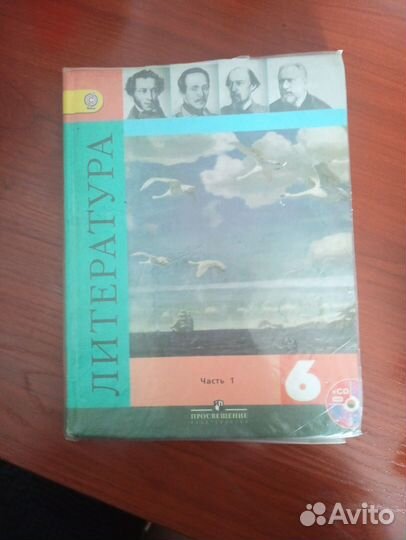 ЛИТЕРАТУРА
Часть 1
6
+CD
ПРОСВЕЩЕНИЕ
Avito